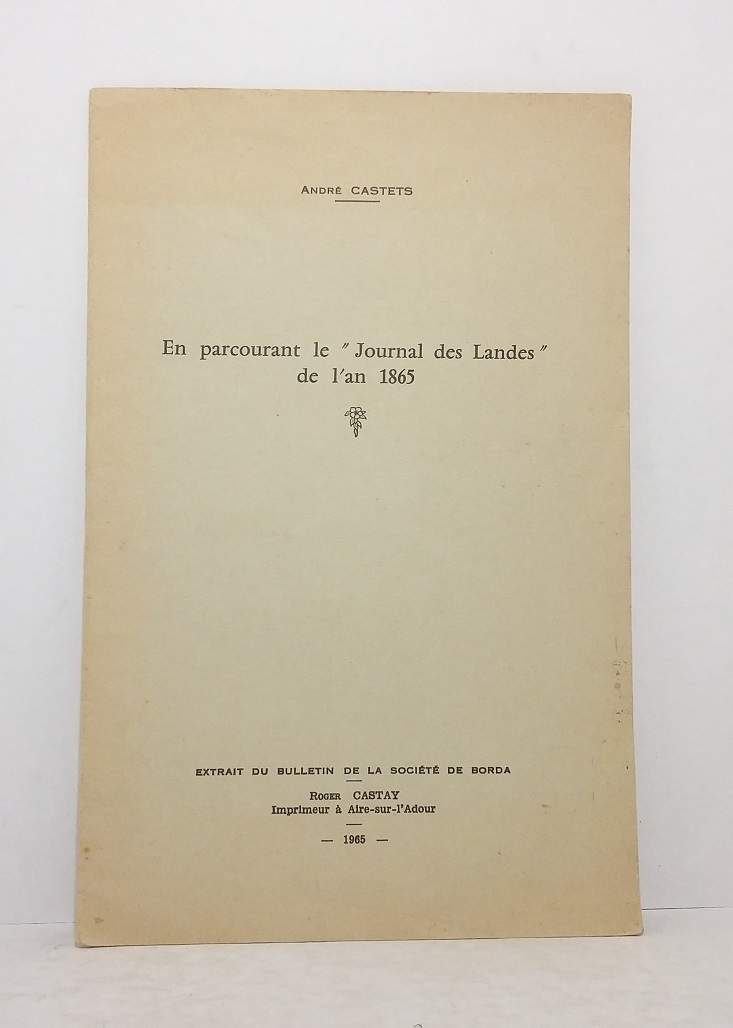 André CASTETS
En parcourant le "Journal des Landes"
de l'an 1865
EXTRAIT DU BULLETIN DE LA SOCIÉTÉ DE BORDA
Roger CASTAY
Imprimeur à Aire-sur-l'Adour
— 1965 —